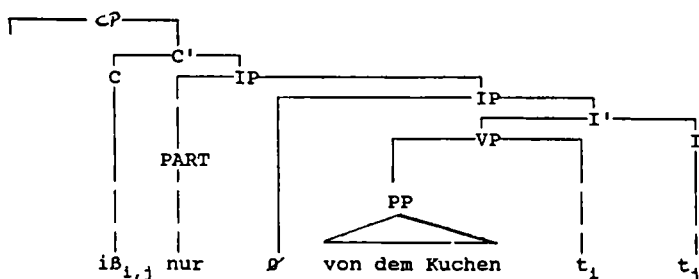 CP
C'
C IP
IP
I'
VP I
PART
PP
iß i,j nur ø von dem Kuchen t i t j